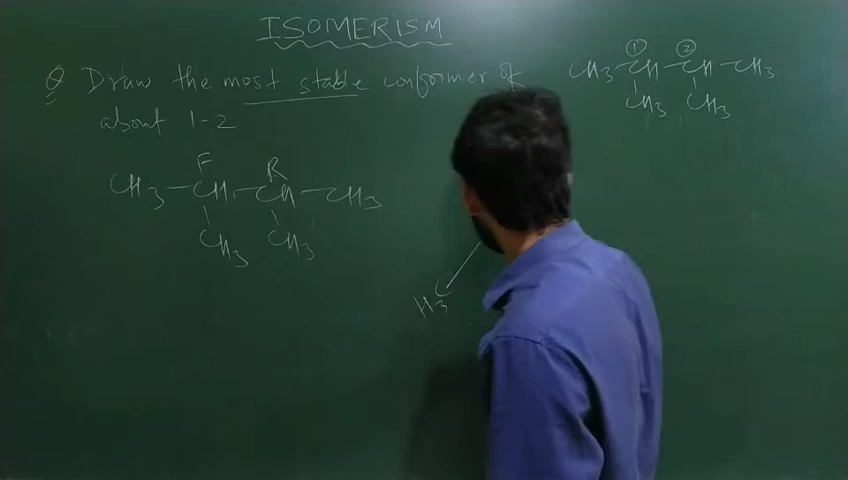 ISOMERISM
Q Draw the most stable conformer of
about 1-2
① ②
CH3-CH-CH-CH3
CH3 CH3
F R
CH3-CH-CH-CH3
CH3 CH3
H3C